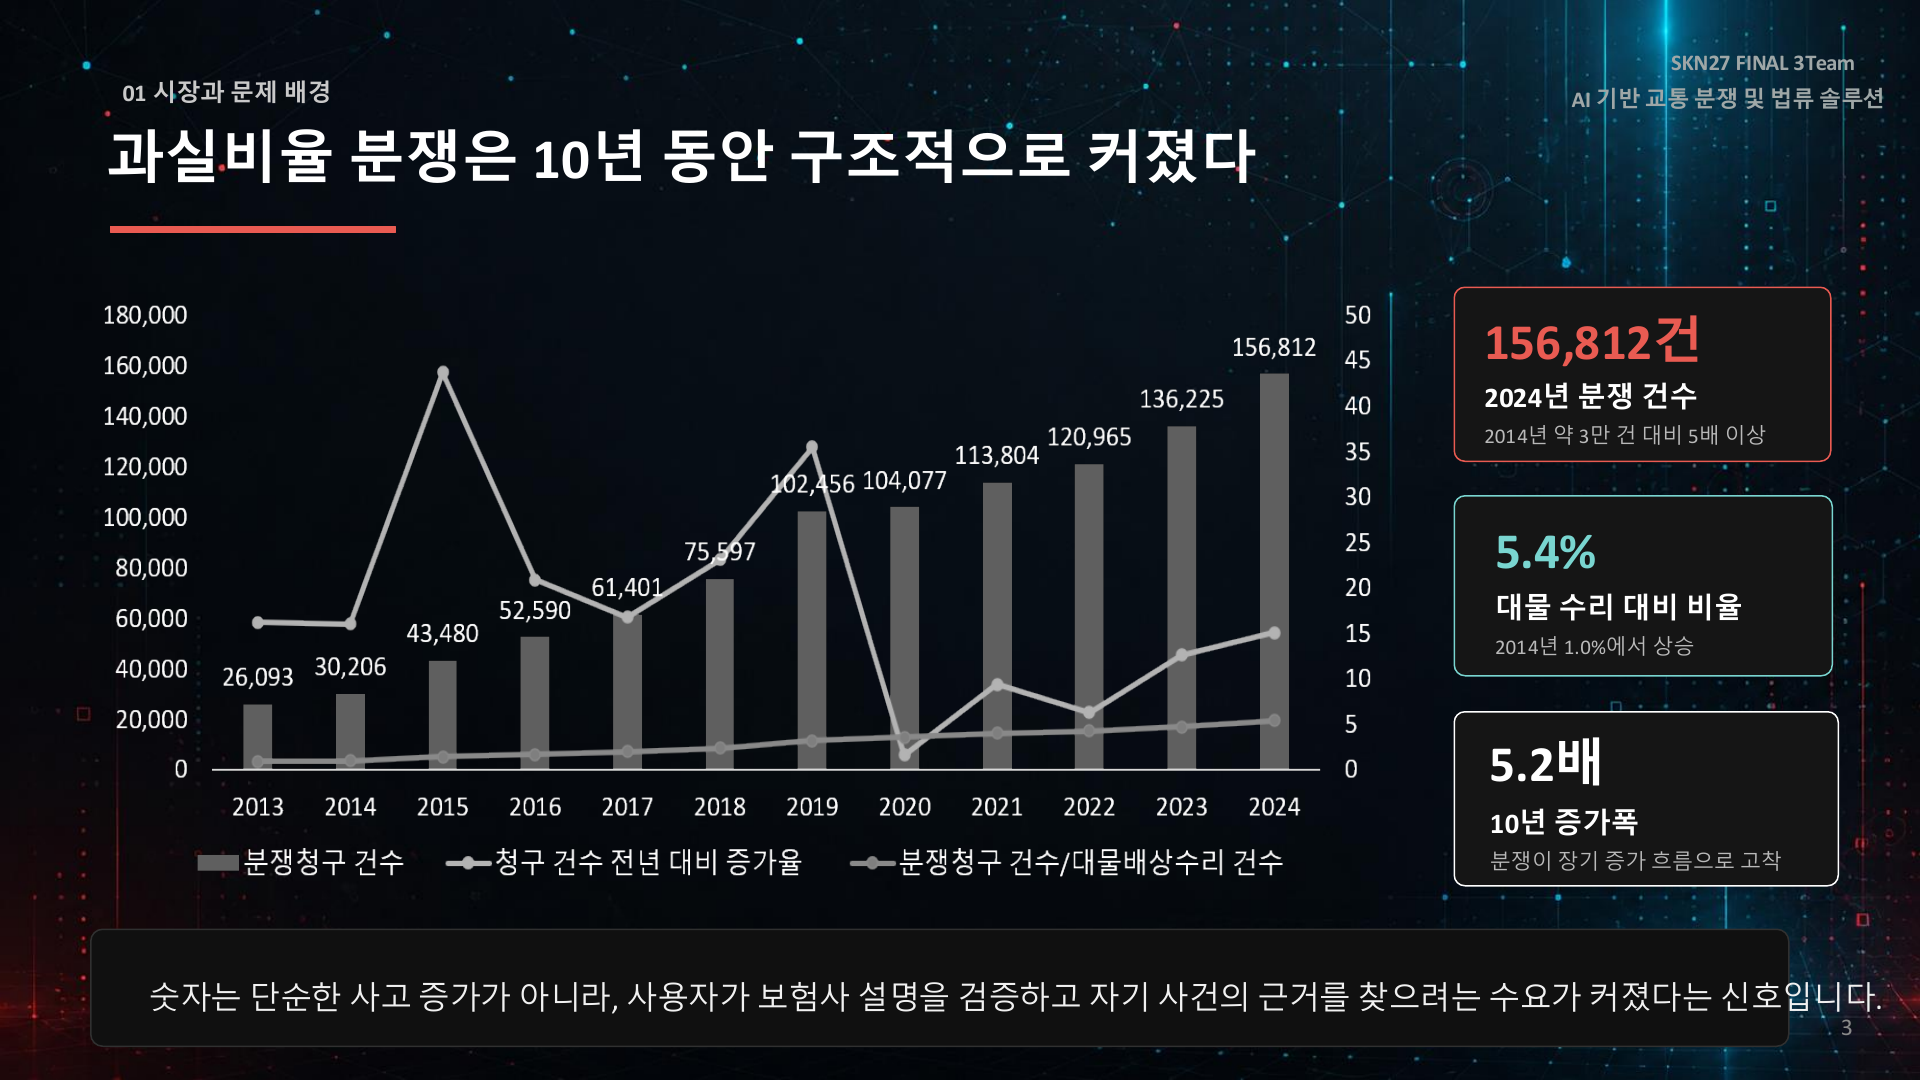 01 시장과 문제 배경
SKN27 FINAL 3Team
AI 기반 교통 분쟁 및 법류 솔루션
과실비율 분쟁은 10년 동안 구조적으로 커졌다
180,000
160,000
140,000
120,000
100,000
80,000
60,000
40,000
20,000
0
26,093
30,206
43,480
52,590
61,401
75,597
102,456
104,077
113,804
120,965
136,225
156,812
50
45
40
35
30
25
20
15
10
5
0
2013 2014 2015 2016 2017 2018 2019 2020 2021 2022 2023 2024
분쟁청구 건수 청구 건수 전년 대비 증가율 분쟁청구 건수/대물배상수리 건수
156,812건
2024년 분쟁 건수
2014년 약 3만 건 대비 5배 이상
5.4%
대물 수리 대비 비율
2014년 1.0%에서 상승
5.2배
10년 증가폭
분쟁이 장기 증가 흐름으로 고착
숫자는 단순한 사고 증가가 아니라, 사용자가 보험사 설명을 검증하고 자기 사건의 근거를 찾으려는 수요가 커졌다는 신호입니다.
3